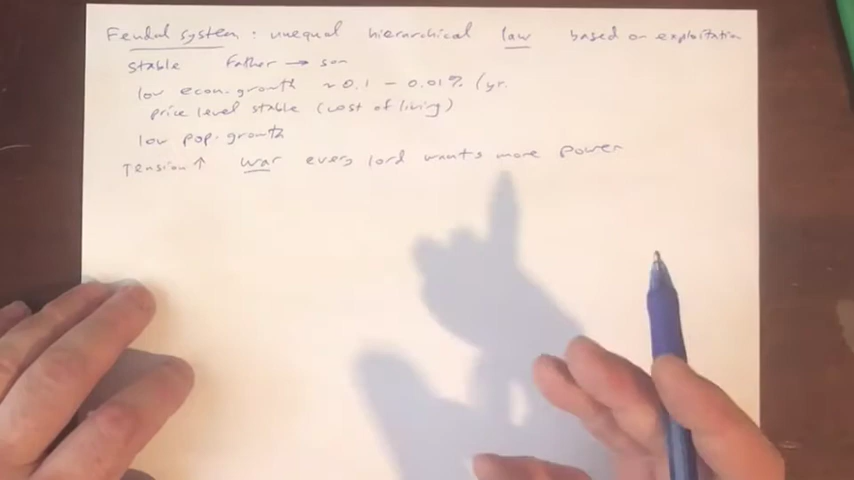 Feudal system : unequal hierarchical law based on exploitation
stable Father → son
low econ. growth ~ 0.1 - 0.01% /yr.
price level stable (cost of living)
low pop. growth
Tension ↑ war every lord wants more power